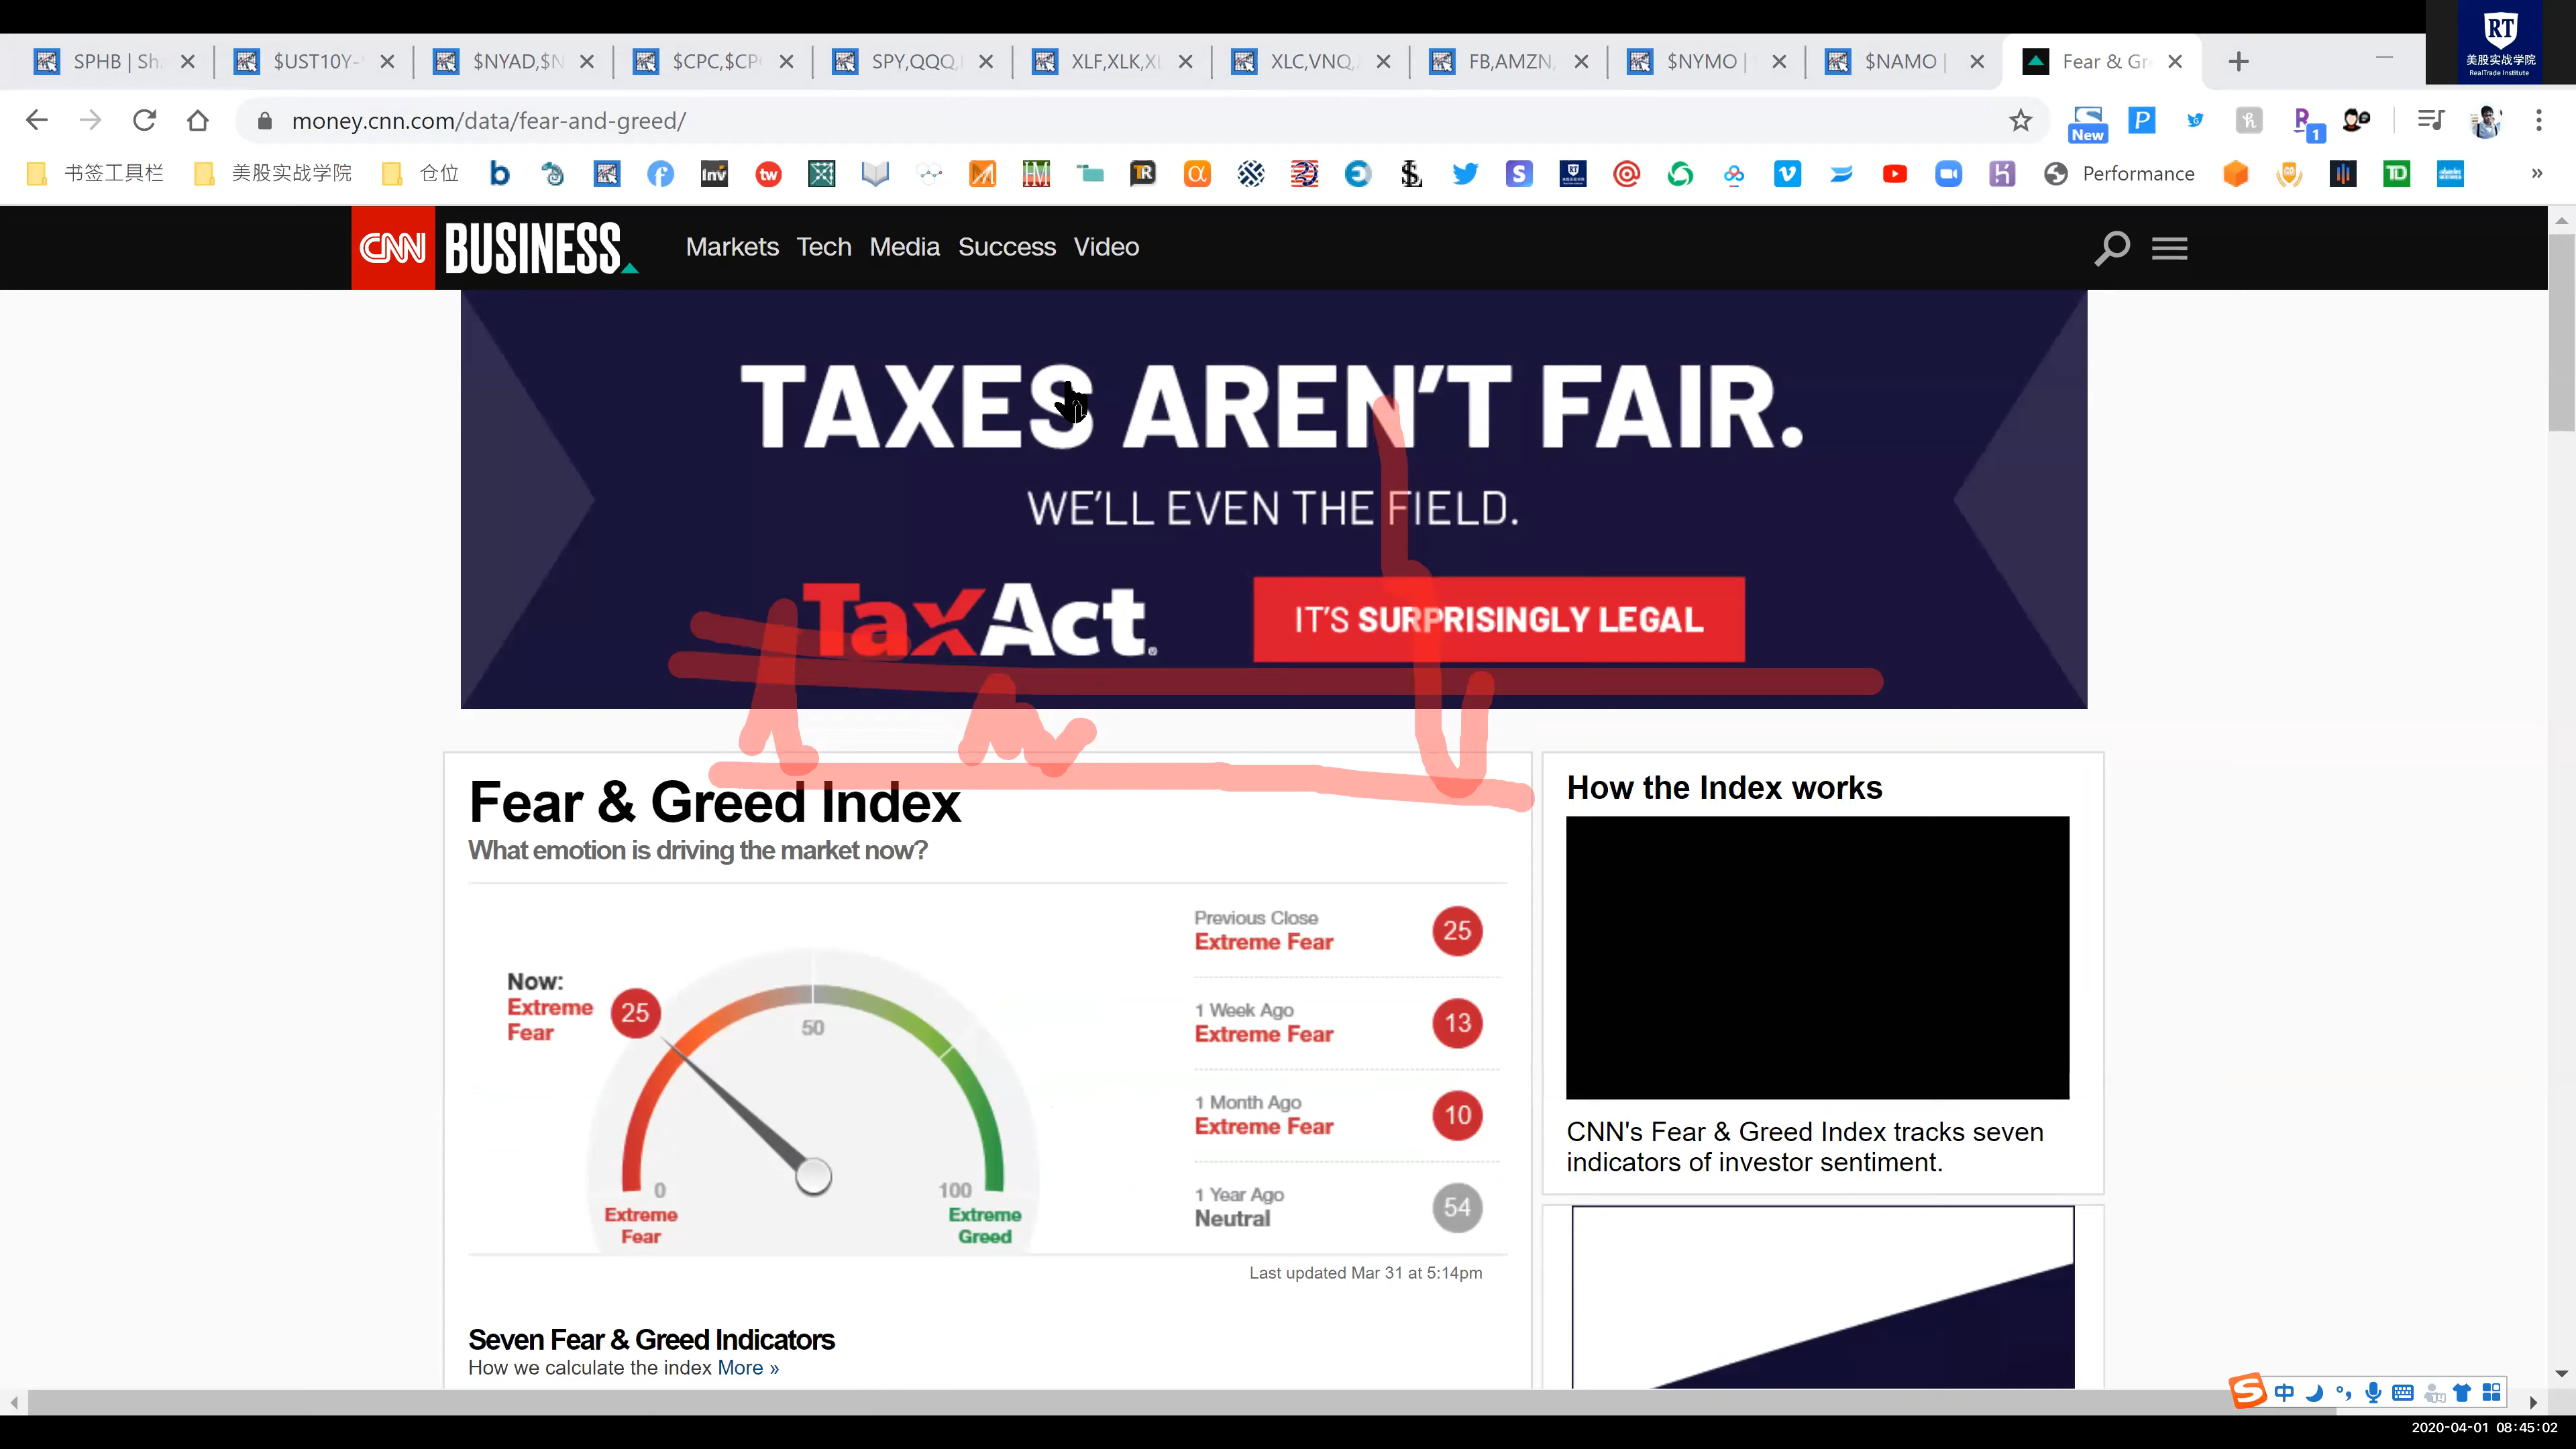 SPHB | Sh
$UST10Y-
$NYAD,$N
$CPC,$CP
SPY,QQQ,
XLF,XLK,XL
XLC,VNQ,
FB,AMZN,
$NYMO |
$NAMO |
Fear & Gr
RT
美股实战学院
RealTrade Institute
money.cnn.com/data/fear-and-greed/
New
1
书签工具栏
美股实战学院
仓位
Performance
CNN BUSINESS
Markets Tech Media Success Video
TAXES AREN'T FAIR.
WE'LL EVEN THE FIELD.
TaxAct®
IT'S SURPRISINGLY LEGAL
Fear & Greed Index
What emotion is driving the market now?
Now:
Extreme
Fear
25
50
0
100
Extreme
Fear
Extreme
Greed
Previous Close
Extreme Fear
25
1 Week Ago
Extreme Fear
13
1 Month Ago
Extreme Fear
10
1 Year Ago
Neutral
54
Last updated Mar 31 at 5:14pm
Seven Fear & Greed Indicators
How we calculate the index More »
How the Index works
CNN's Fear & Greed Index tracks seven
indicators of investor sentiment.
中
2020-04-01 08:45:02